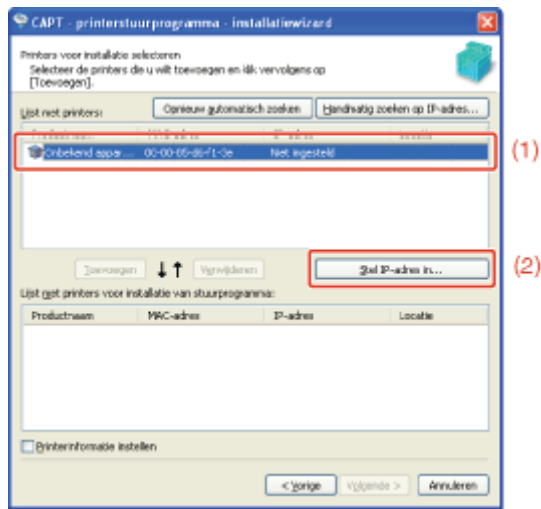 CAPT - printerstuurprogramma - installatiewizard
Printers voor installatie selecteren
Selecteer de printers die u wilt toevoegen en klik vervolgens op
[Toevoegen].
Lijst met printers: Opnieuw automatisch zoeken Handmatig zoeken op IP-adres...
Onbekend appar... 00-00-85-d6-f1-3e Niet ingesteld
(1)
Toevoegen Verwijderen Stel IP-adres in...
(2)
Lijst met printers voor installatie van stuurprogramma:
Productnaam MAC-adres IP-adres Locatie
Printerinformatie instellen
< Vorige Volgende > Annuleren